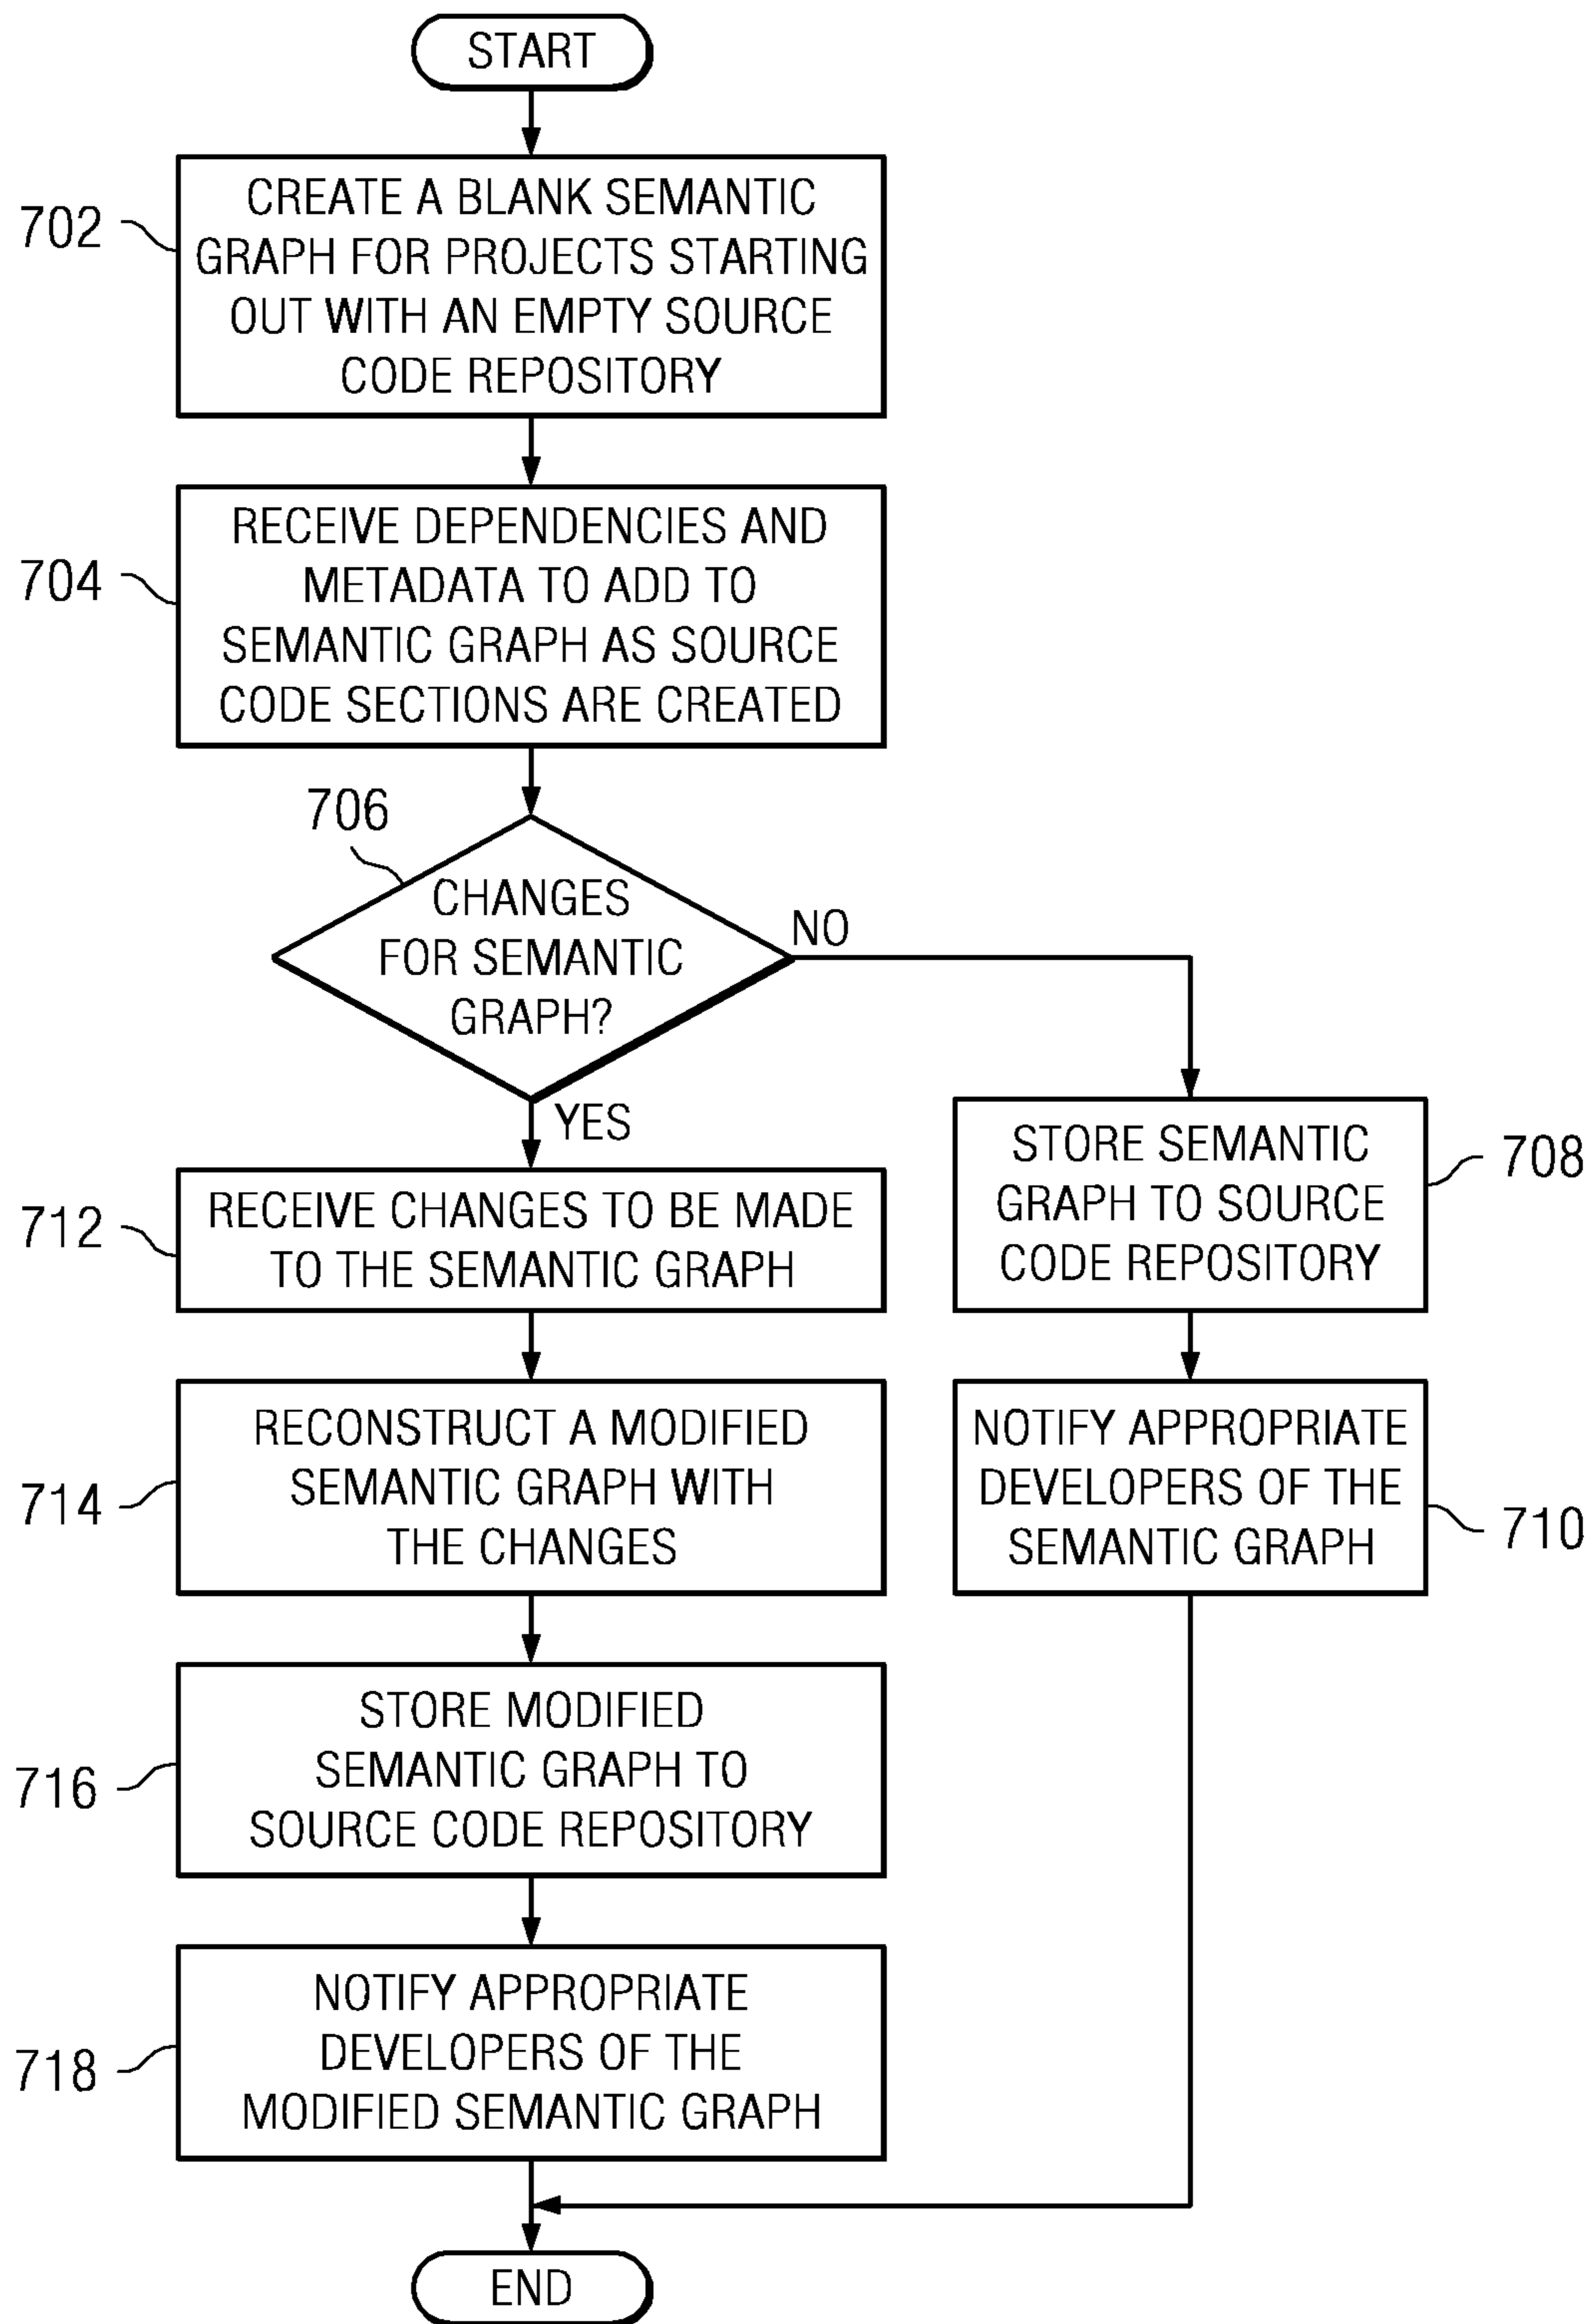 START
702
CREATE A BLANK SEMANTIC
GRAPH FOR PROJECTS STARTING
OUT WITH AN EMPTY SOURCE
CODE REPOSITORY
704
RECEIVE DEPENDENCIES AND
METADATA TO ADD TO
SEMANTIC GRAPH AS SOURCE
CODE SECTIONS ARE CREATED
706
CHANGES
FOR SEMANTIC
GRAPH?
NO
YES
708
STORE SEMANTIC
GRAPH TO SOURCE
CODE REPOSITORY
710
NOTIFY APPROPRIATE
DEVELOPERS OF THE
SEMANTIC GRAPH
712
RECEIVE CHANGES TO BE MADE
TO THE SEMANTIC GRAPH
714
RECONSTRUCT A MODIFIED
SEMANTIC GRAPH WITH
THE CHANGES
716
STORE MODIFIED
SEMANTIC GRAPH TO
SOURCE CODE REPOSITORY
718
NOTIFY APPROPRIATE
DEVELOPERS OF THE
MODIFIED SEMANTIC GRAPH
END